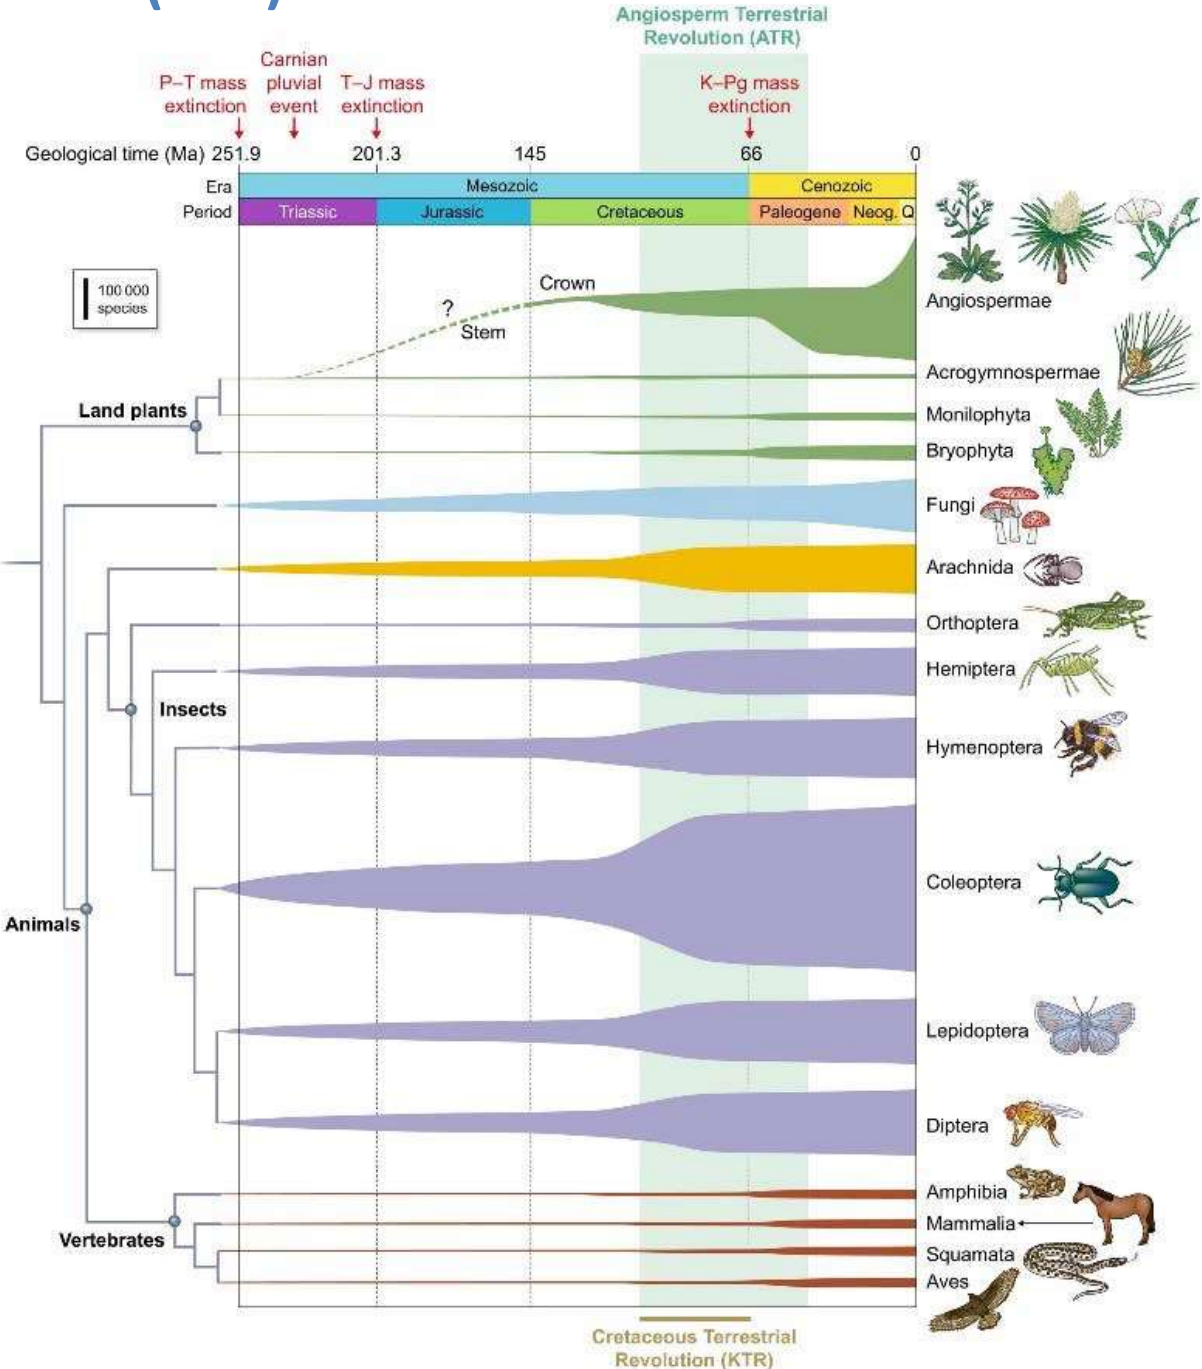 Angiosperm Terrestrial
Revolution (ATR)
P–T mass
extinction
Carnian
pluvial
event
T–J mass
extinction
K–Pg mass
extinction
Geological time (Ma) 251.9 201.3 145 66 0
Era Mesozoic Cenozoic
Period Triassic Jurassic Cretaceous Paleogene Neog. Q
100 000
species
Crown
?
Stem
Angiospermae
Acrogymnospermae
Land plants
Monilophyta
Bryophyta
Fungi
Arachnida
Orthoptera
Hemiptera
Insects
Hymenoptera
Coleoptera
Animals
Lepidoptera
Diptera
Amphibia
Mammalia
Vertebrates
Squamata
Aves
Cretaceous Terrestrial
Revolution (KTR)